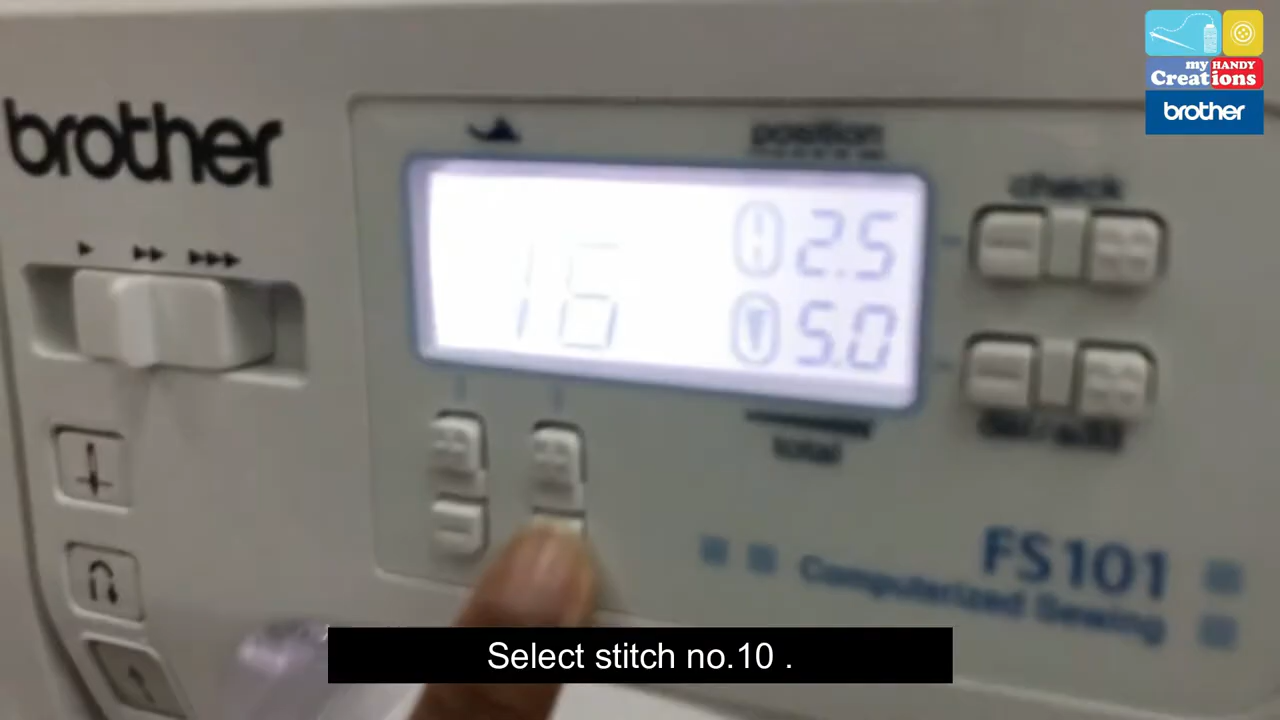 my HANDY
Creations
brother
brother
position
check
16
2.5
5.0
total
FS101
Computerized Sewing
Select stitch no.10 .